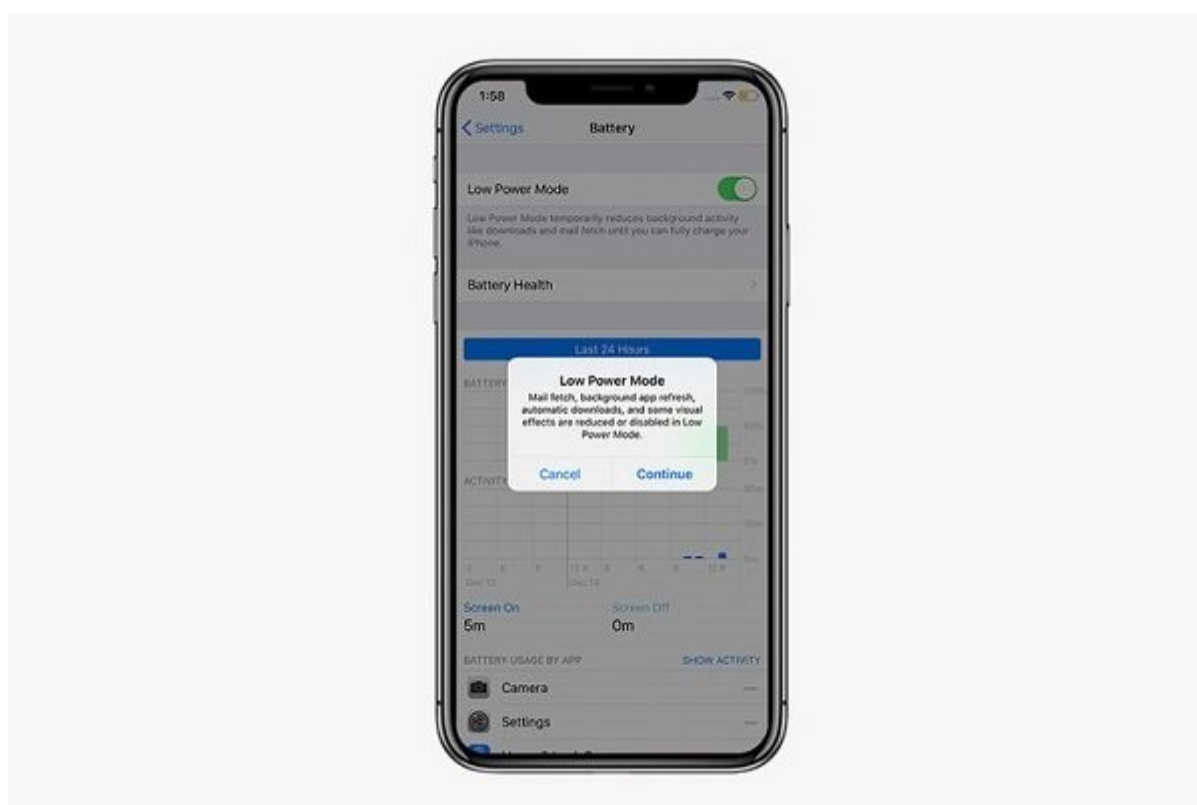 1:58
Settings
Battery
Low Power Mode
Low Power Mode temporarily reduces background activity
like downloads and mail fetch until you can fully charge your
iPhone.
Battery Health
Last 24 Hours
BATTERY
Low Power Mode
Mail fetch, background app refresh,
automatic downloads, and some visual
effects are reduced or disabled in Low
Power Mode.
Cancel
Continue
ACTIVITY
12 A
Screen On
Screen Off
5m
0m
BATTERY USAGE BY APP
SHOW ACTIVITY
Camera
Settings